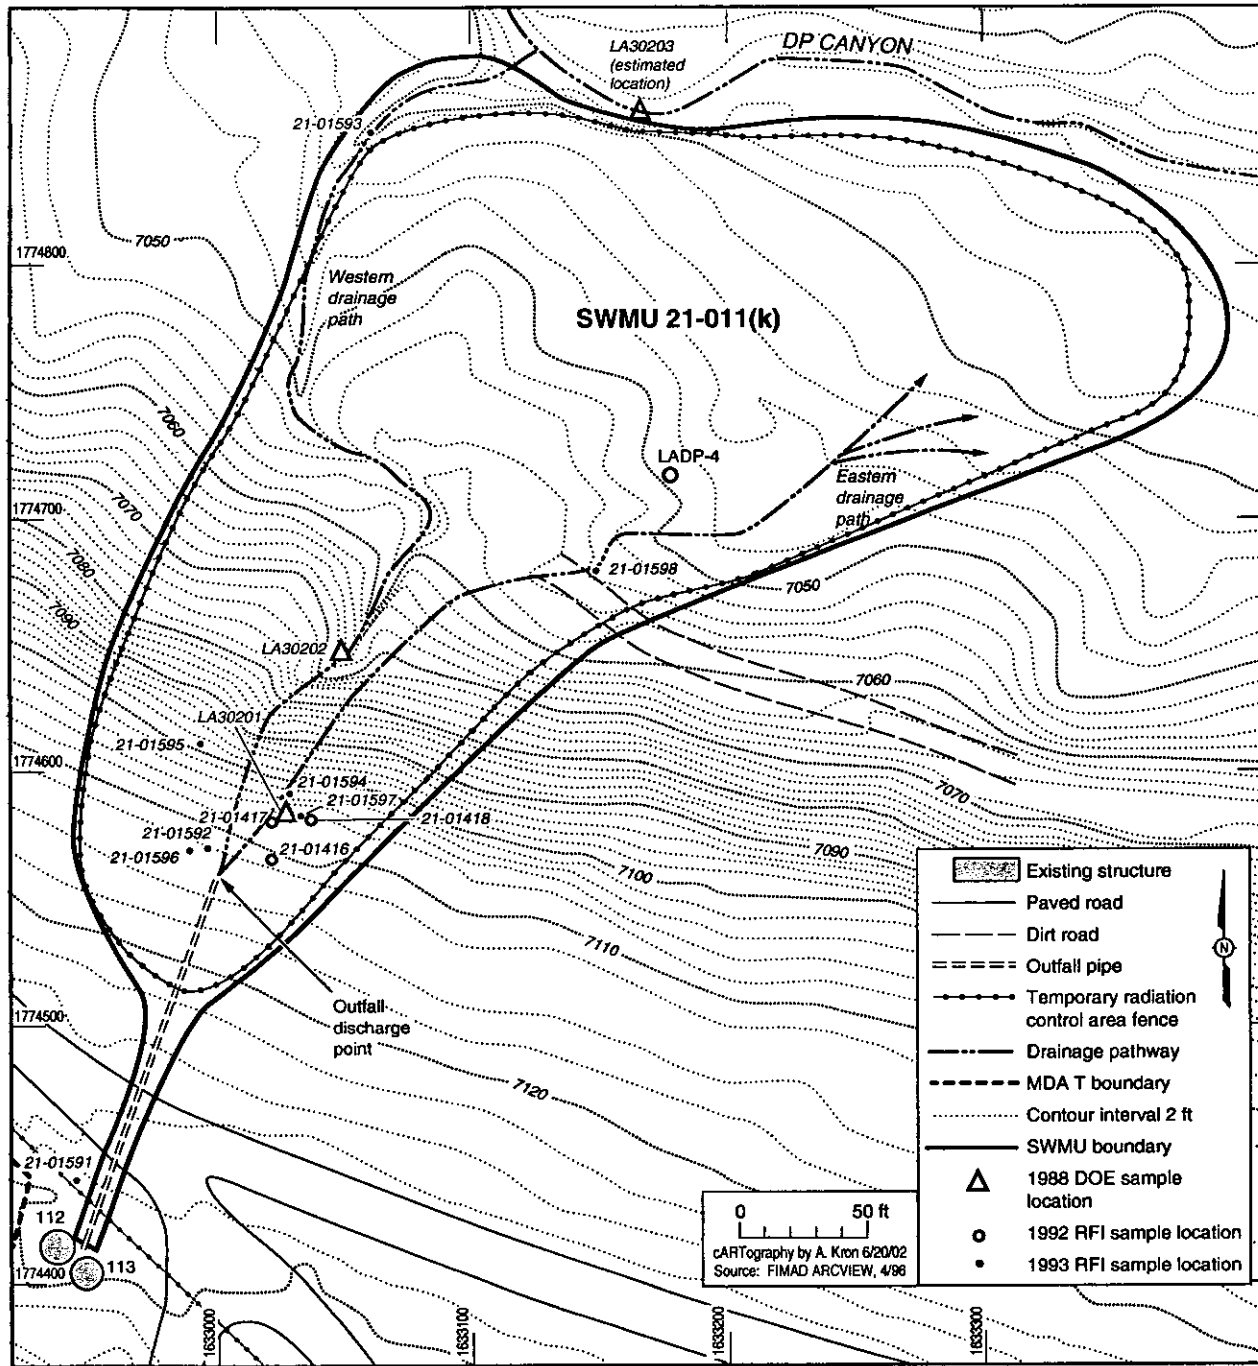 LA30203
(estimated
location)
DP CANYON
21-01593
7050
1774800
Western
drainage
path
SWMU 21-011(k)
7060
LADP-4
7070
1774700
Eastern
drainage
path
7080
21-01598
7050
7090
LA30202
7060
LA30201
21-01595
1774600
21-01594
21-01597
7070
21-01417
21-01418
21-01592
21-01596
21-01416
7090
7100
7110
Outfall
discharge
point
1774500
7120
21-01591
112
113
1774400
1633000
1633100
1633200
1633300
0 50 ft
cARTography by A. Kron 6/20/02
Source: FIMAD ARCVIEW, 4/96
Existing structure
Paved road
N
Dirt road
Outfall pipe
Temporary radiation
control area fence
Drainage pathway
MDA T boundary
Contour interval 2 ft
SWMU boundary
1988 DOE sample
location
1992 RFI sample location
1993 RFI sample location